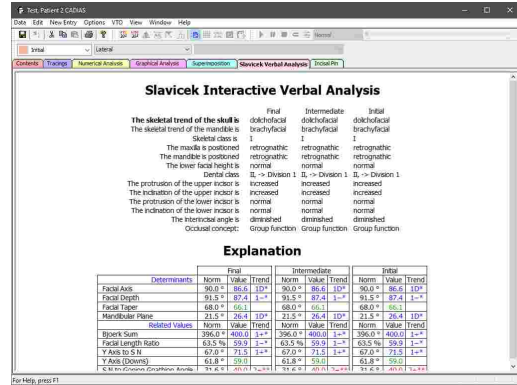 Test, Patient 2 CADIAS
Data Edit New Entry Options VTO View Window Help
Normal
Initial Lateral
Contents Tracings Numerical Analysis Graphical Analysis Superimposition Slavicek Verbal Analysis Incisal Pin
Slavicek Interactive Verbal Analysis
Final Intermediate Initial
The skeletal trend of the skull is dolichofacial dolichofacial dolichofacial
The skeletal trend of the mandible is brachyfacial brachyfacial brachyfacial
Skeletal class is I I I
The maxilla is positioned retrognathic retrognathic retrognathic
The mandible is positioned retrognathic retrognathic retrognathic
The lower facial height is normal normal normal
Dental class II, -> Division 1 II, -> Division 1 II, -> Division 1
The protrusion of the upper incisor is increased increased increased
The inclination of the upper incisor is increased increased increased
The protrusion of the lower incisor is normal normal normal
The inclination of the lower incisor is normal normal normal
The interincisal angle is diminished diminished diminished
Occlusal concept: Group function Group function Group function
Explanation
Final Intermediate Initial
Determinants Norm Value Trend Norm Value Trend Norm Value Trend
Facial Axis 90.0 ° 86.6 1D* 90.0 ° 86.6 1D* 90.0 ° 86.6 1D*
Facial Depth 91.5 ° 87.4 1-* 91.5 ° 87.4 1-* 91.5 ° 87.4 1-*
Facial Taper 68.0 ° 66.1 68.0 ° 66.1 68.0 ° 66.1
Mandibular Plane 21.5 ° 26.4 1D* 21.5 ° 26.4 1D* 21.5 ° 26.4 1D*
Related Values Norm Value Trend Norm Value Trend Norm Value Trend
Bjoerk Sum 396.0 ° 400.0 1+* 396.0 ° 400.0 1+* 396.0 ° 400.0 1+*
Facial Length Ratio 63.5 % 59.9 1-* 63.5 % 59.9 1-* 63.5 % 59.9 1-*
Y Axis to S N 67.0 ° 71.5 1+* 67.0 ° 71.5 1+* 67.0 ° 71.5 1+*
Y Axis (Downs) 61.8 ° 59.0 61.8 ° 59.0 61.8 ° 59.0
For Help, press F1